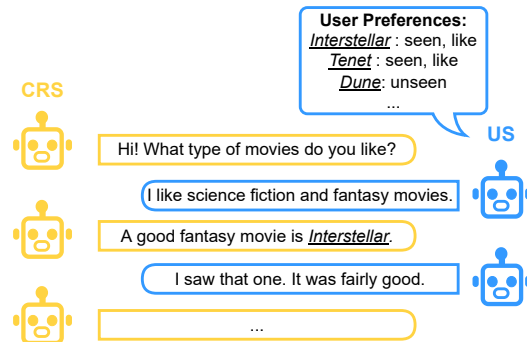 User Preferences:
Interstellar : seen, like
Tenet : seen, like
Dune: unseen
...
CRS
US
Hi! What type of movies do you like?
I like science fiction and fantasy movies.
A good fantasy movie is Interstellar.
I saw that one. It was fairly good.
...